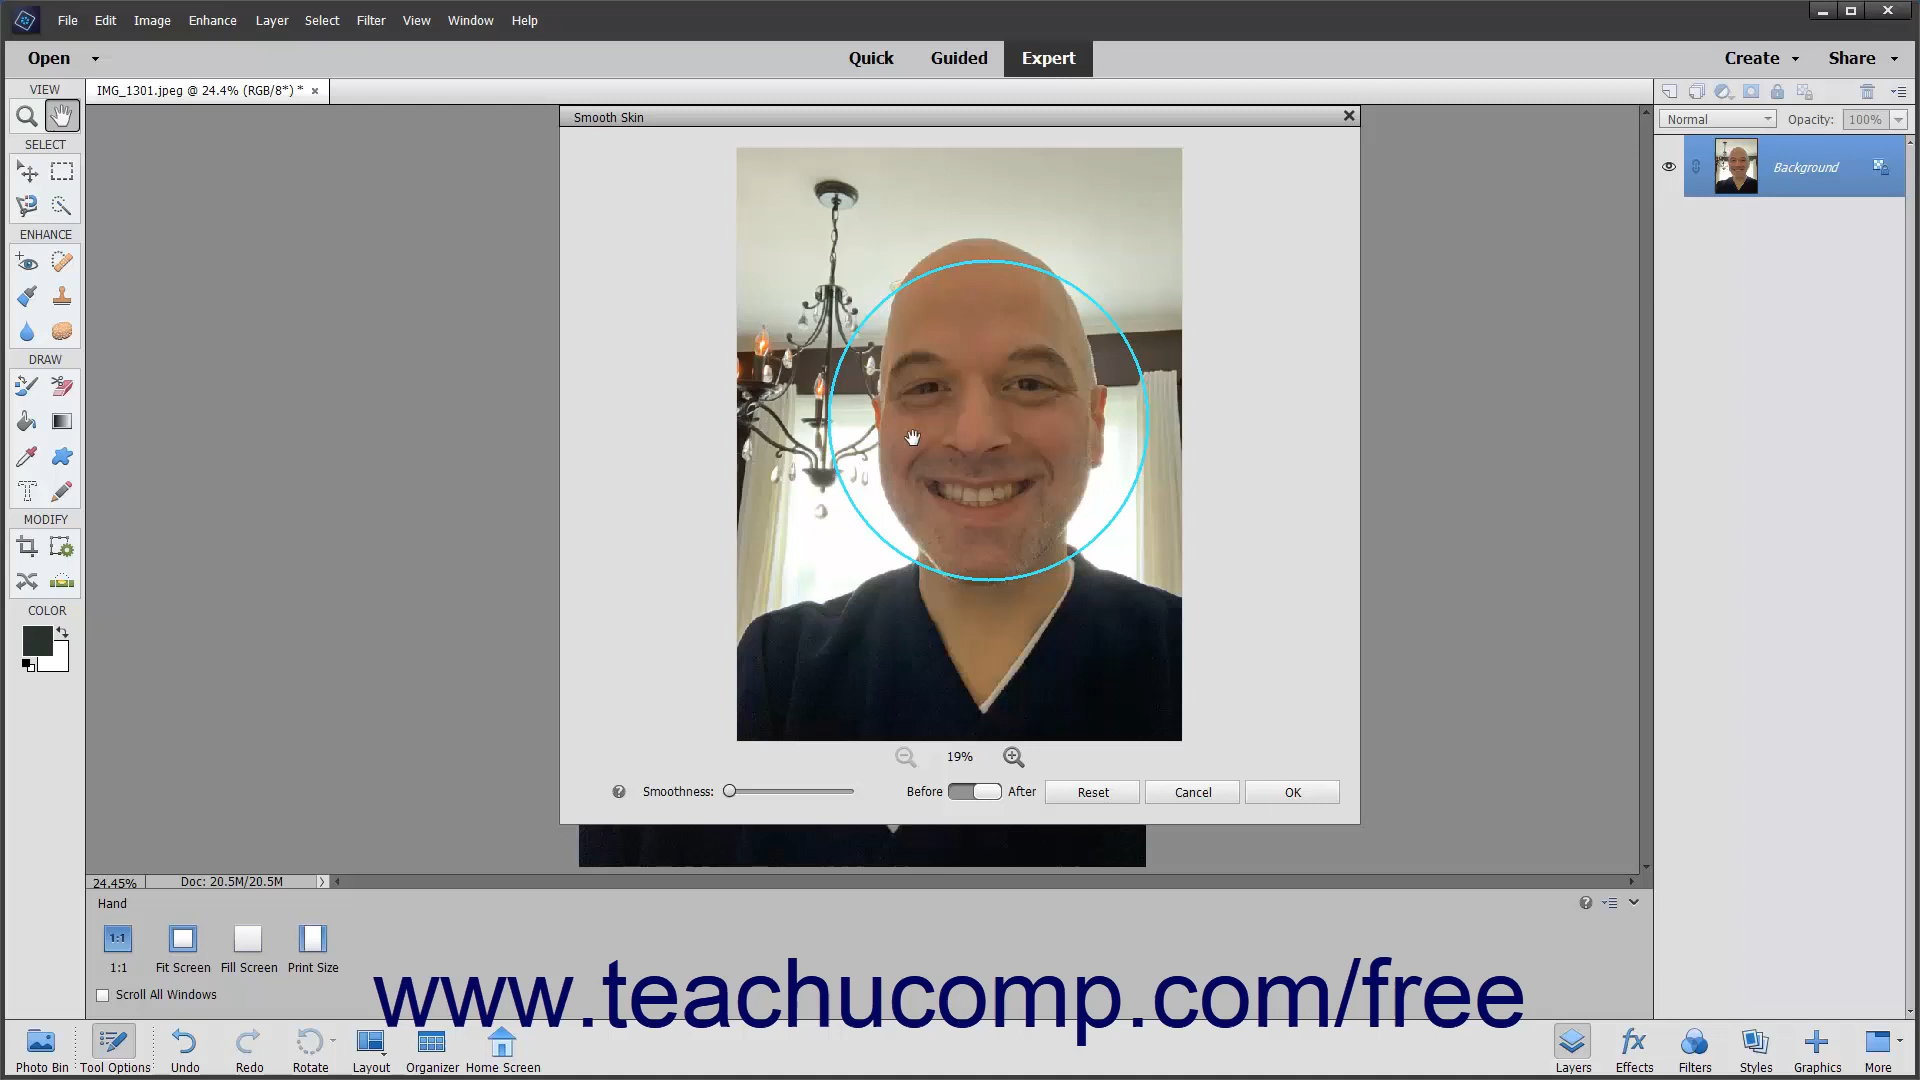 File Edit Image Enhance Layer Select Filter View Window Help
Open Quick Guided Expert Create Share
VIEW
IMG_1301.jpeg @ 24.4% (RGB/8*) *
Smooth Skin
Normal Opacity: 100%
SELECT
Background
ENHANCE
DRAW
MODIFY
COLOR
19%
Smoothness: Before After Reset Cancel OK
24.45% Doc: 20.5M/20.5M
Hand
1:1
1:1 Fit Screen Fill Screen Print Size
Scroll All Windows
www.teachucomp.com/free
Photo Bin Tool Options Undo Redo Rotate Layout Organizer Home Screen Layers Effects Filters Styles Graphics More